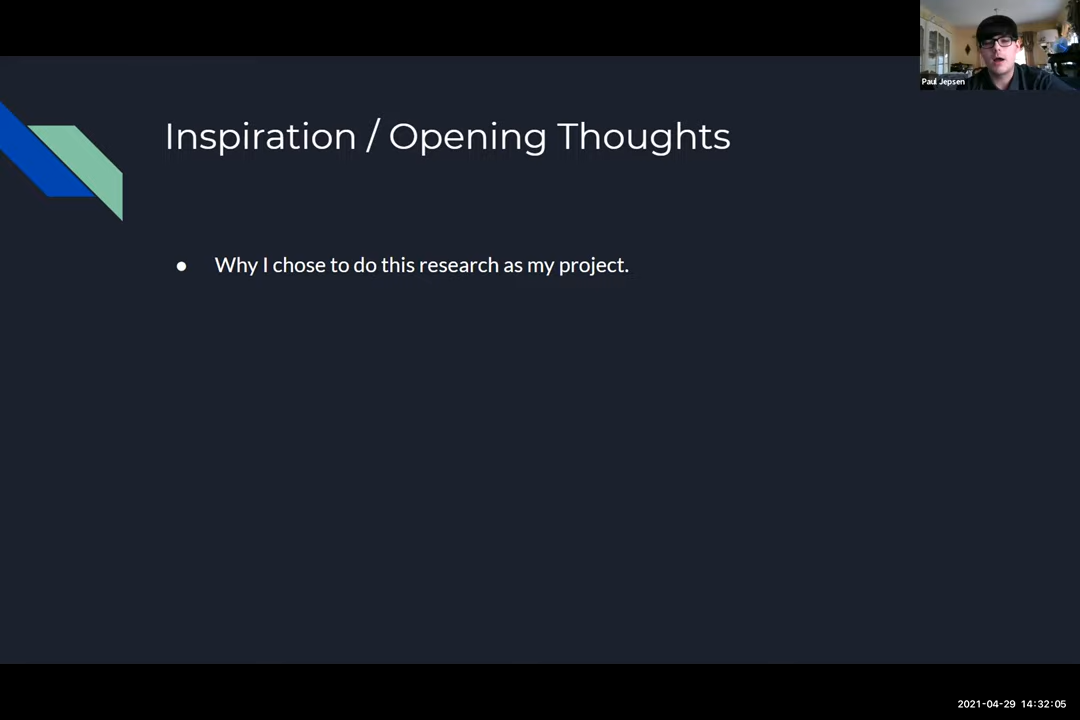 Paul Jepsen
Inspiration / Opening Thoughts
● Why I chose to do this research as my project.
2021-04-29 14:32:05